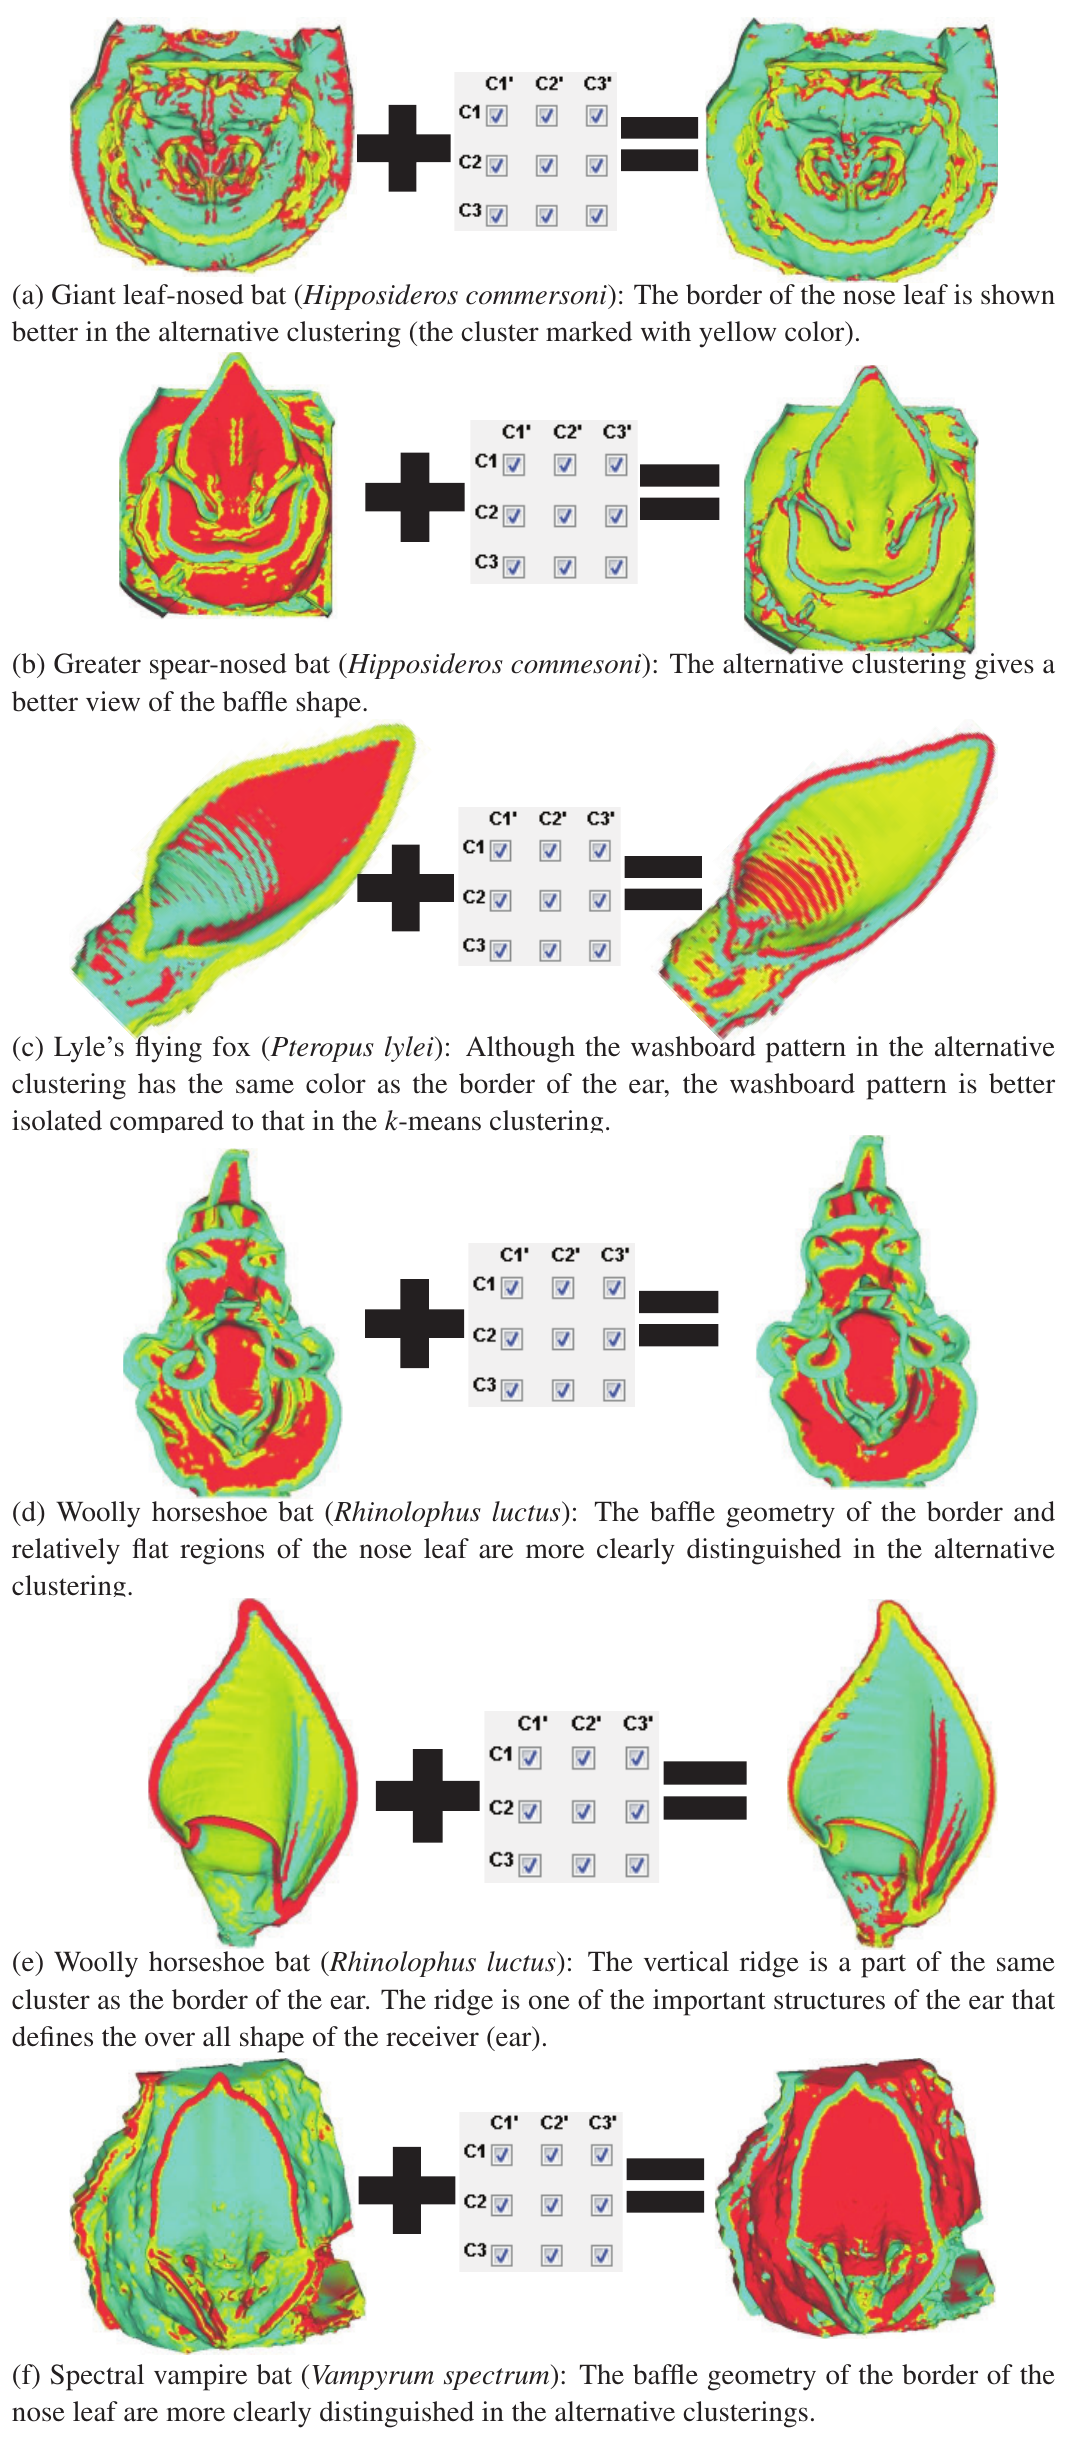 C1' C2' C3'
C1
C2
C3
(a) Giant leaf-nosed bat (Hipposideros commersoni): The border of the nose leaf is shown
better in the alternative clustering (the cluster marked with yellow color).
C1' C2' C3'
C1
C2
C3
(b) Greater spear-nosed bat (Hipposideros commesoni): The alternative clustering gives a
better view of the baffle shape.
C1' C2' C3'
C1
C2
C3
(c) Lyle's flying fox (Pteropus lylei): Although the washboard pattern in the alternative
clustering has the same color as the border of the ear, the washboard pattern is better
isolated compared to that in the k-means clustering.
C1' C2' C3'
C1
C2
C3
(d) Woolly horseshoe bat (Rhinolophus luctus): The baffle geometry of the border and
relatively flat regions of the nose leaf are more clearly distinguished in the alternative
clustering.
C1' C2' C3'
C1
C2
C3
(e) Woolly horseshoe bat (Rhinolophus luctus): The vertical ridge is a part of the same
cluster as the border of the ear. The ridge is one of the important structures of the ear that
defines the over all shape of the receiver (ear).
C1' C2' C3'
C1
C2
C3
(f) Spectral vampire bat (Vampyrum spectrum): The baffle geometry of the border of the
nose leaf are more clearly distinguished in the alternative clusterings.